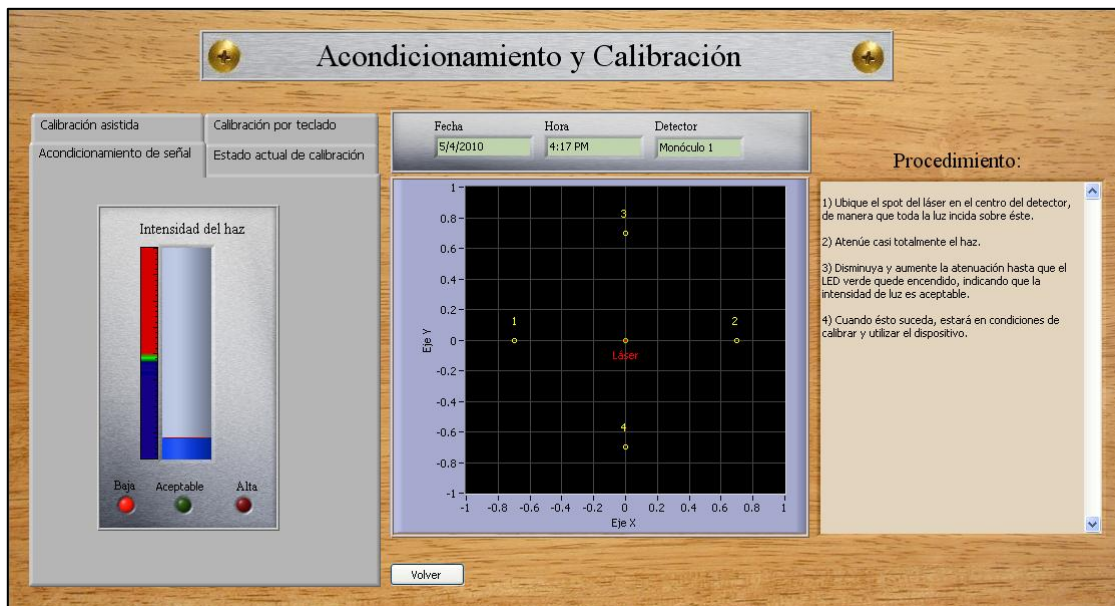 Acondicionamiento y Calibración
Calibración asistida
Calibración por teclado
Acondicionamiento de señal
Estado actual de calibración
Intensidad del haz
Baja
Aceptable
Alta
Fecha
Hora
Detector
5/4/2010
4:17 PM
Monóculo 1
1
0.8
0.6
0.4
0.2
0
-0.2
-0.4
-0.6
-0.8
-1
Eje Y
3
1
2
Láser
4
-1
-0.8
-0.6
-0.4
-0.2
0
0.2
0.4
0.6
0.8
1
Eje X
Volver
Procedimiento:
1) Ubique el spot del láser en el centro del detector,
de manera que toda la luz incida sobre éste.
2) Atenúe casi totalmente el haz.
3) Disminuya y aumente la atenuación hasta que el
LED verde quede encendido, indicando que la
intensidad de luz es aceptable.
4) Cuando ésto suceda, estará en condiciones de
calibrar y utilizar el dispositivo.